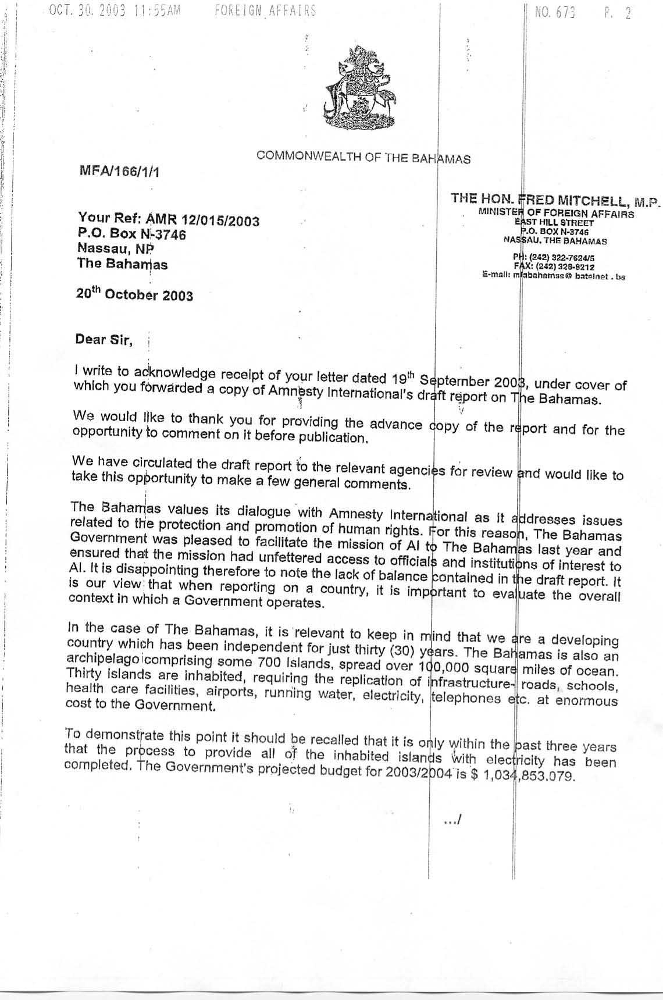 OCT. 30. 2003 11:55AM FOREIGN AFFAIRS NO. 673 P. 2
COMMONWEALTH OF THE BAHAMAS
MFA/166/1/1
THE HON. FRED MITCHELL, M.P.
MINISTER OF FOREIGN AFFAIRS
EAST HILL STREET
P.O. BOX N-3746
NASSAU, THE BAHAMAS
PH: (242) 322-7624/5
FAX: (242) 328-8212
E-mail: mfabahamas@ batelnet . bs
Your Ref: AMR 12/015/2003
P.O. Box N-3746
Nassau, NP
The Bahamas
20th October 2003
Dear Sir,
I write to acknowledge receipt of your letter dated 19th September 2003, under cover of
which you forwarded a copy of Amnesty International's draft report on The Bahamas.
We would like to thank you for providing the advance copy of the report and for the
opportunity to comment on it before publication.
We have circulated the draft report to the relevant agencies for review and would like to
take this opportunity to make a few general comments.
The Bahamas values its dialogue with Amnesty International as it addresses issues
related to the protection and promotion of human rights. For this reason, The Bahamas
Government was pleased to facilitate the mission of AI to The Bahamas last year and
ensured that the mission had unfettered access to officials and institutions of interest to
AI. It is disappointing therefore to note the lack of balance contained in the draft report. It
is our view that when reporting on a country, it is important to evaluate the overall
context in which a Government operates.
In the case of The Bahamas, it is relevant to keep in mind that we are a developing
country which has been independent for just thirty (30) years. The Bahamas is also an
archipelago comprising some 700 Islands, spread over 100,000 square miles of ocean.
Thirty islands are inhabited, requiring the replication of infrastructure- roads, schools,
health care facilities, airports, running water, electricity, telephones etc. at enormous
cost to the Government.
To demonstrate this point it should be recalled that it is only within the past three years
that the process to provide all of the inhabited islands with electricity has been
completed. The Government's projected budget for 2003/2004 is $ 1,034,853.079.
.../